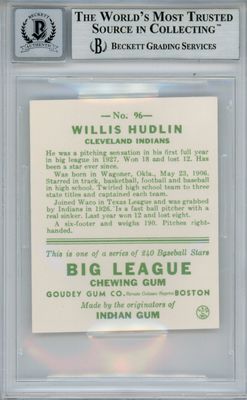 THE WORLD'S MOST TRUSTED
SOURCE IN COLLECTING™
BECKETT GRADING SERVICES
— No. 96 —
WILLIS HUDLIN
CLEVELAND INDIANS
He was a pitching sensation in his first full year
in big league in 1927. Won 18 and lost 12. Has
been a star ever since.
Was born in Wagoner, Okla., May 23, 1906.
Starred in track, basketball, football and baseball
in high school. Twirled high school team to three
state titles and captained each team.
Joined Waco in Texas League and was grabbed
by Indians in 1926. Is a fast ball pitcher with a
real sinker. Last year won 12 and lost eight.
A six-footer and weighs 190. Pitches right-
handed.
This is one of a series of 240 Baseball Stars
BIG LEAGUE
CHEWING GUM
GOUDEY GUM CO. BOSTON
Made by the originators of
INDIAN GUM